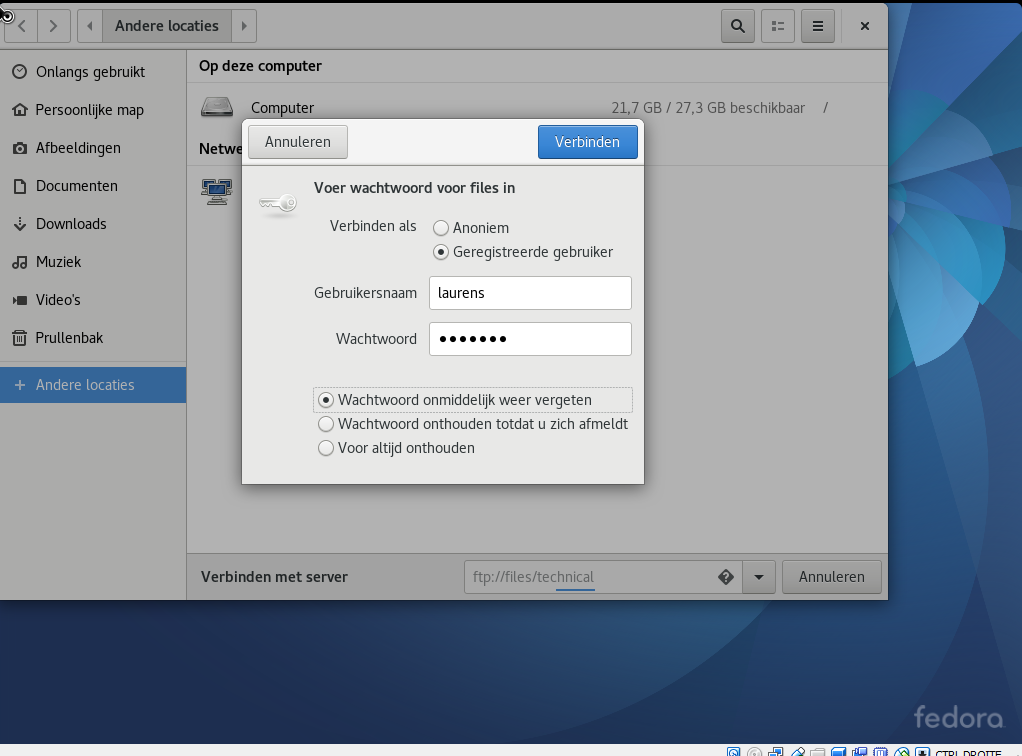 Andere locaties
Onlangs gebruikt
Persoonlijke map
Afbeeldingen
Documenten
Downloads
Muziek
Video's
Prullenbak
Andere locaties
Op deze computer
Computer 21,7 GB / 27,3 GB beschikbaar /
Netwe
Annuleren Verbinden
Voer wachtwoord voor files in
Verbinden als Anoniem
Geregistreerde gebruiker
Gebruikersnaam laurens
Wachtwoord ●●●●●●●
Wachtwoord onmiddelijk weer vergeten
Wachtwoord onthouden totdat u zich afmeldt
Voor altijd onthouden
Verbinden met server ftp://files/technical Annuleren
fedora
CTRL DROITE